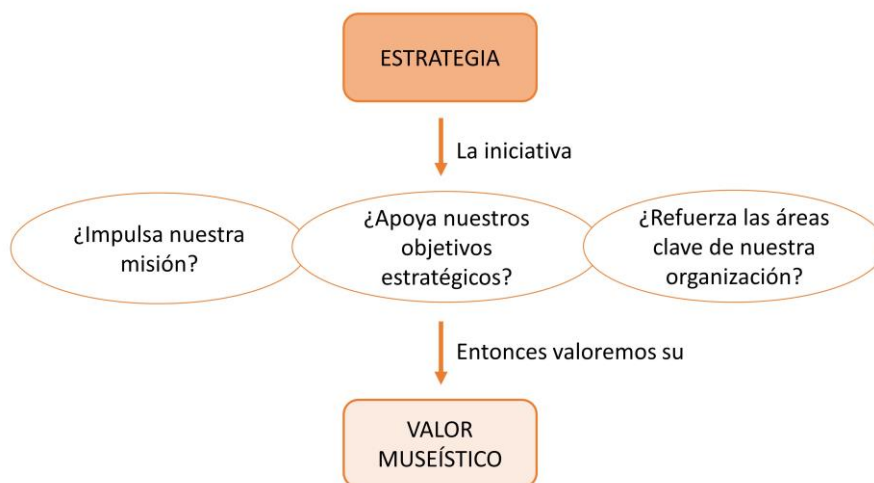 ESTRATEGIA
La iniciativa
¿Impulsa nuestra
misión?
¿Apoya nuestros
objetivos
estratégicos?
¿Refuerza las áreas
clave de nuestra
organización?
Entonces valoremos su
VALOR
MUSEÍSTICO